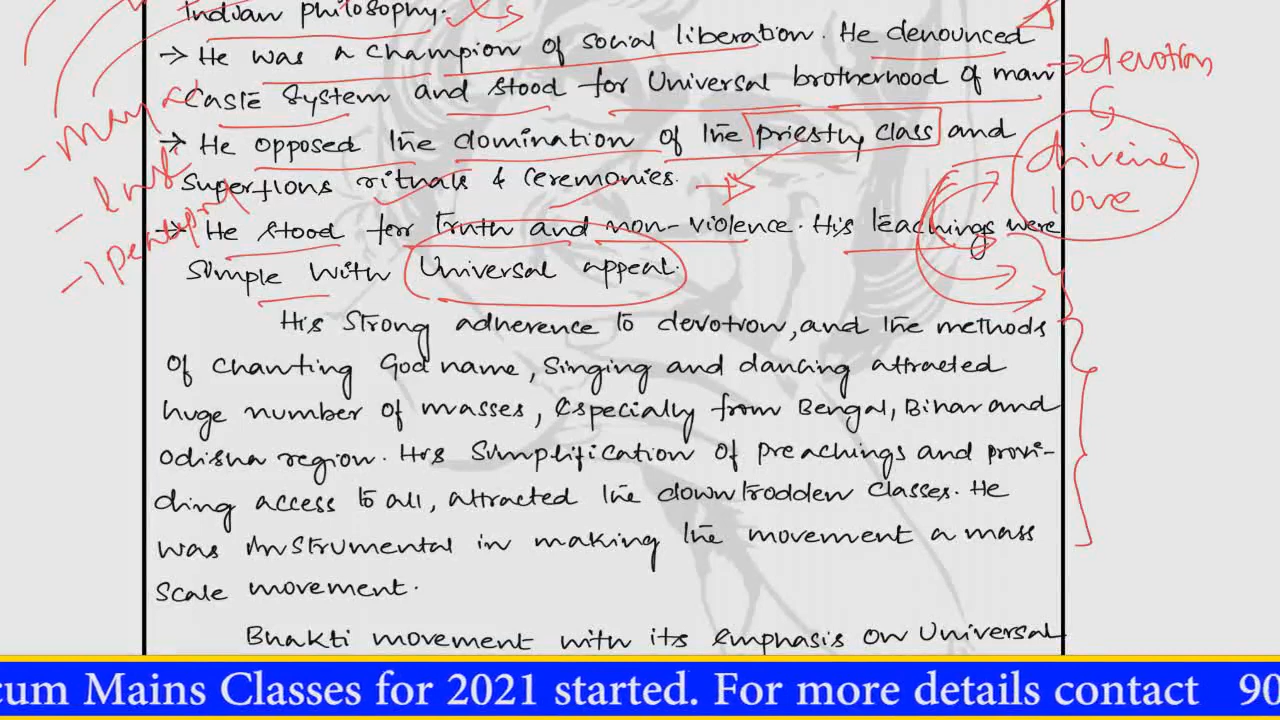 Indian philosophy.
→ He was a champion of social liberation. He denounced
Caste System and stood for Universal brotherhood of man
→ devotion
→ He opposed the domination of the priestly class and
divine
love
superftions rituals & ceremonies.
→ He stood for truth and non-violence. His teachings were
simple with Universal appeal.
His strong adherence to devotion, and the methods
of chanting God name, singing and dancing attracted
huge number of masses, especially from Bengal, Bihar and
Odisha region. His simplification of preachings and provi-
ding access to all, attracted the downtrodden classes. He
was instrumental in making the movement a mass
scale movement.
Bhakti movement with its emphasis on Universal
cum Mains Classes for 2021 started. For more details contact 90